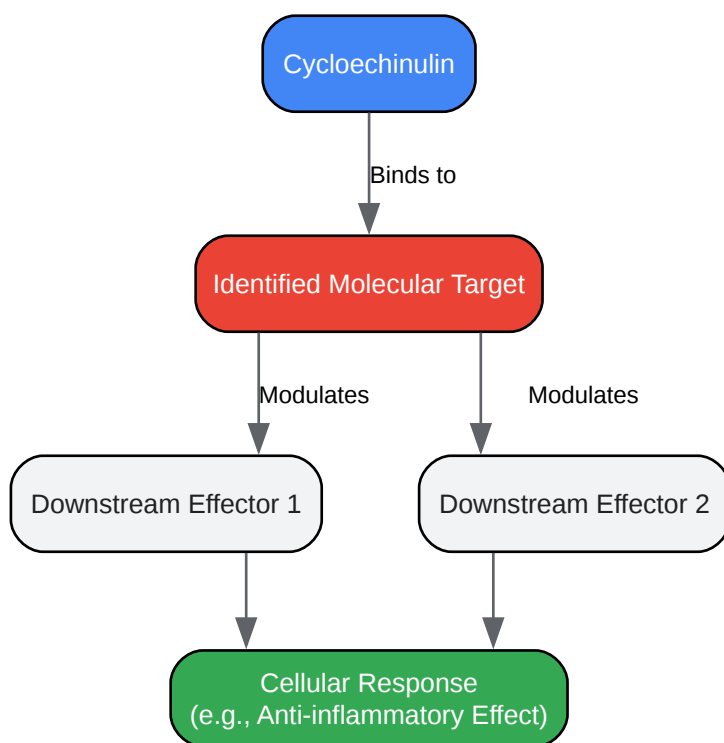 Cycloechinulin
Binds to
Identified Molecular Target
Modulates
Modulates
Downstream Effector 1
Downstream Effector 2
Cellular Response
(e.g., Anti-inflammatory Effect)